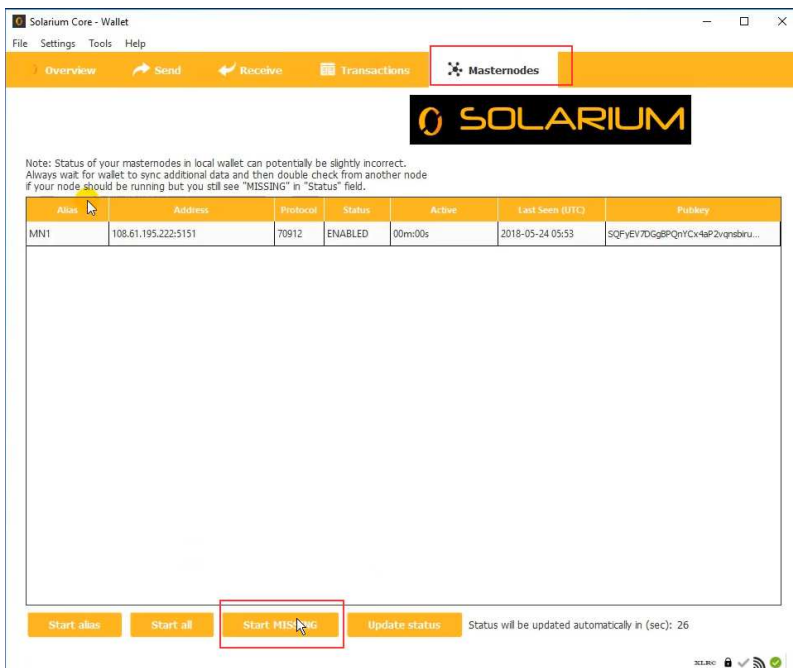 Solarium Core - Wallet
File Settings Tools Help
Overview Send Receive Transactions Masternodes
SOLARIUM
Note: Status of your masternodes in local wallet can potentially be slightly incorrect.
Always wait for wallet to sync additional data and then double check from another node
if your node should be running but you still see "MISSING" in "Status" field.
Alias Address Protocol Status Active Last Seen (UTC) Pubkey
MN1 108.61.195.222:5151 70912 ENABLED 00m:00s 2018-05-24 05:53 SQFyEV7DGgBPQnYCx4aP2vqnsbiru...
Start alias Start all Start MISSING Update status Status will be updated automatically in (sec): 26
XLRC